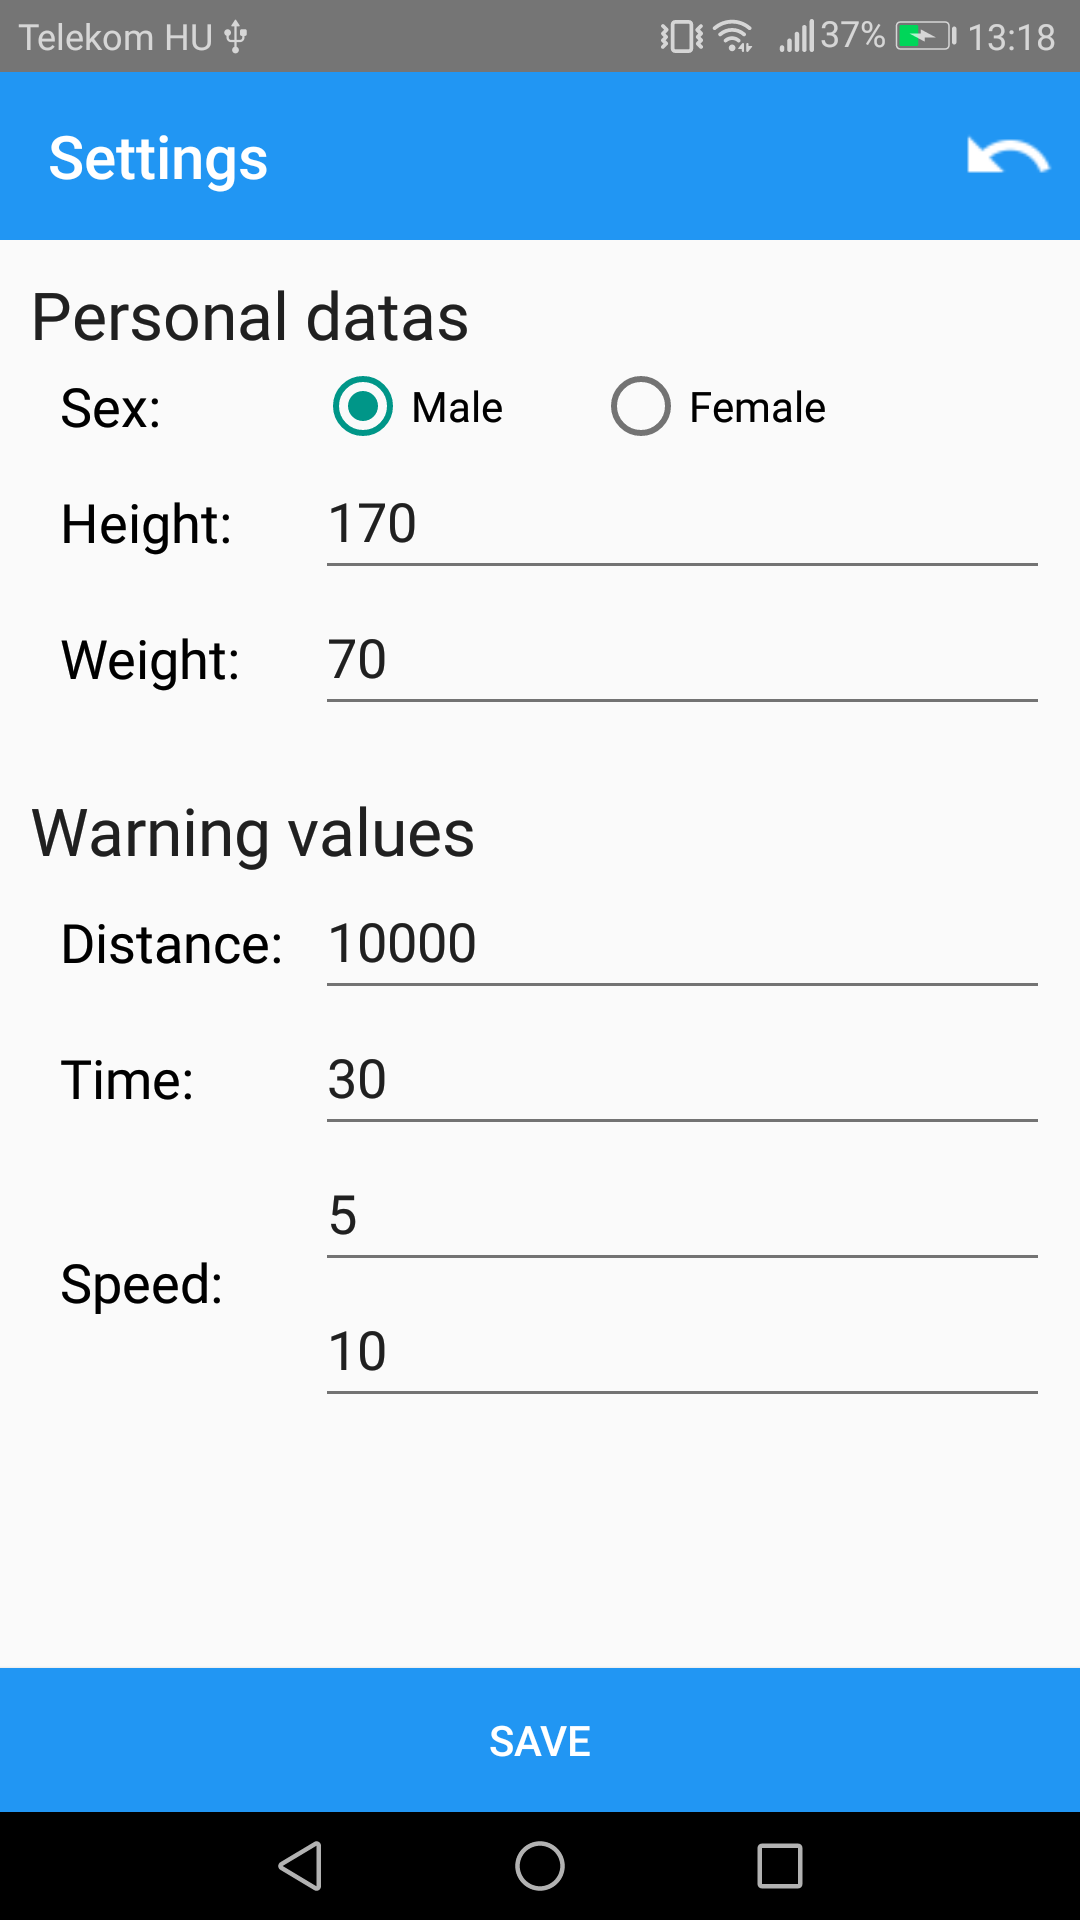 Telekom HU 37% 13:18
Settings
Personal datas
Sex: Male Female
Height: 170
Weight: 70
Warning values
Distance: 10000
Time: 30
5
Speed:
10
SAVE